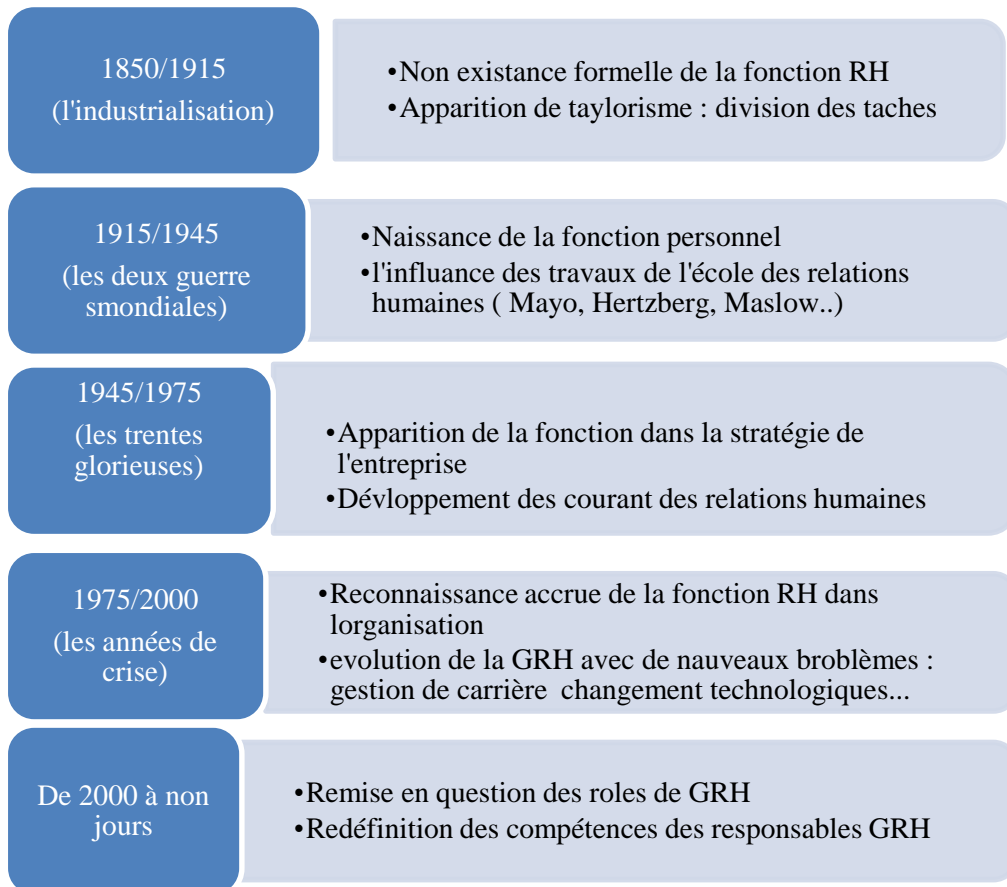 1850/1915
(l'industrialisation)
•Non existance formelle de la fonction RH
•Apparition de taylorisme : division des taches
1915/1945
(les deux guerre
smondiales)
•Naissance de la fonction personnel
•l'influance des travaux de l'école des relations
humaines ( Mayo, Hertzberg, Maslow..)
1945/1975
(les trentes
glorieuses)
•Apparition de la fonction dans la stratégie de
l'entreprise
•Dévloppement des courant des relations humaines
1975/2000
(les années de
crise)
•Reconnaissance accrue de la fonction RH dans
lorganisation
•evolution de la GRH avec de nauveaux broblèmes :
gestion de carrière  changement technologiques...
De 2000 à non
jours
•Remise en question des roles de GRH
•Redéfinition des compétences des responsables GRH